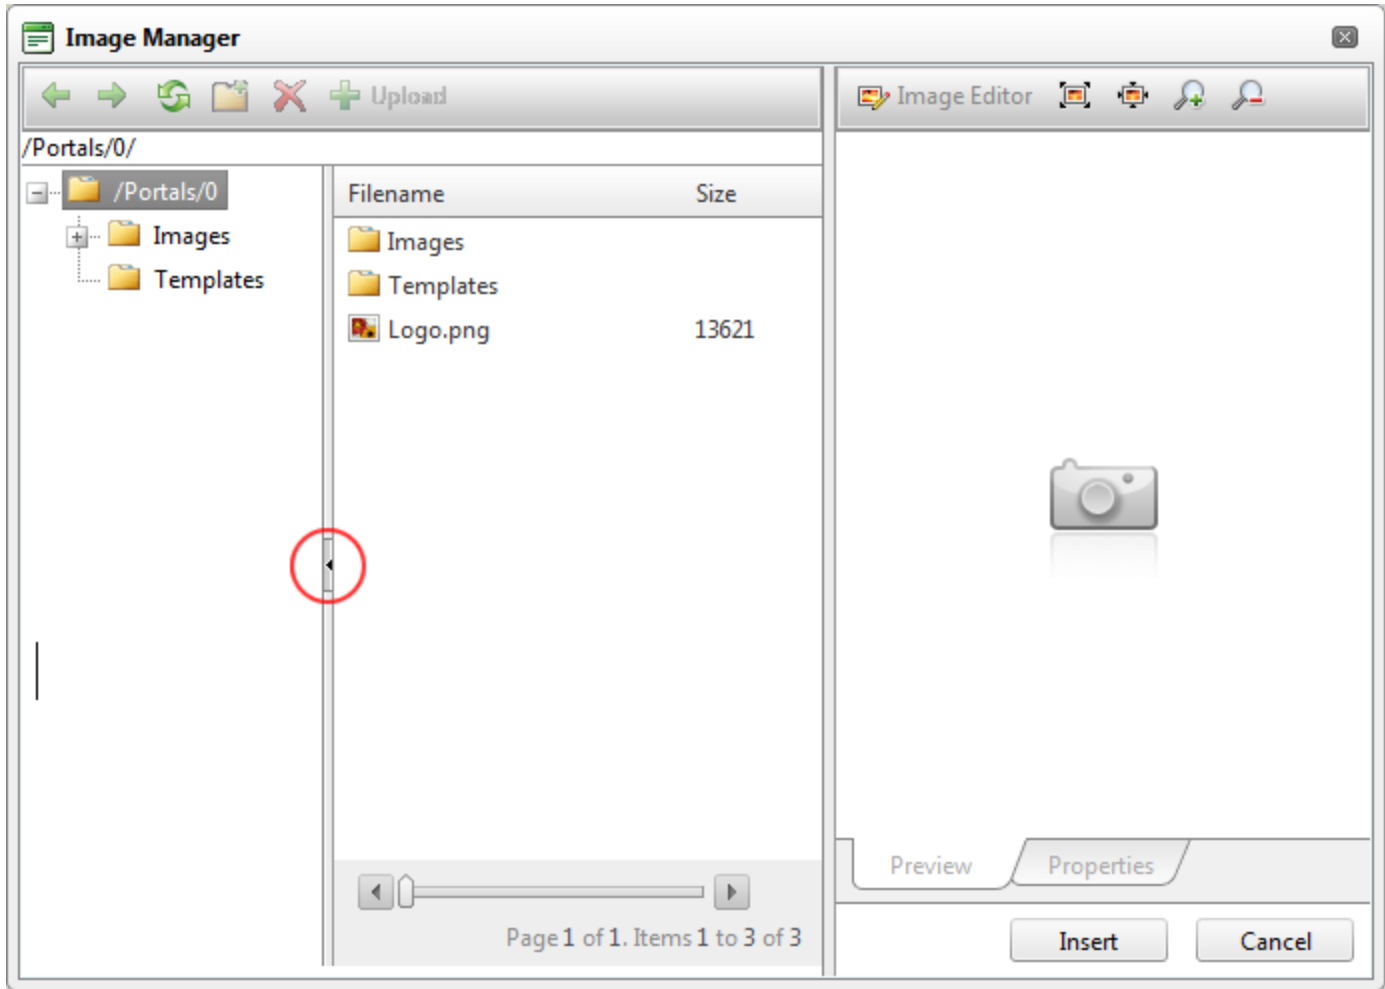 Image Manager
Upload
Image Editor
/Portals/0/
/Portals/0
Images
Templates
Filename Size
Images
Templates
Logo.png 13621
Page 1 of 1. Items 1 to 3 of 3
Preview Properties
Insert Cancel